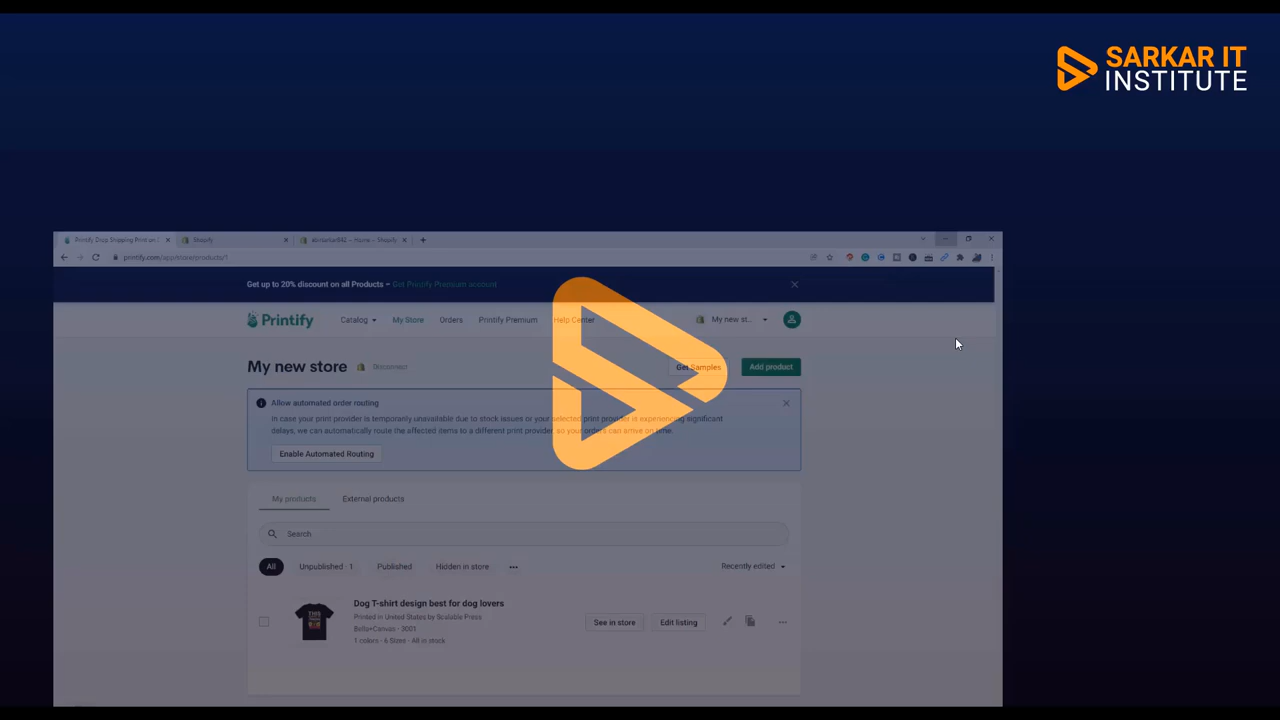 SARKAR IT
INSTITUTE
Printify Drop Shipping Print on
Shopify
Home ~ Shopify
printify.com/app/store/products/1
Get up to 20% discount on all Products – Get Printify Premium account
Printify
Catalog
My Store
Orders
Printify Premium
Help Center
My new st...
My new store
Disconnect
Get Samples
Add product
Allow automated order routing
In case your print provider is temporarily unavailable due to stock issues or your selected print provider is experiencing significant
delays, we can automatically route the affected items to a different print provider so your orders can arrive on time.
Enable Automated Routing
My products
External products
Search
All
Unpublished 1
Published
Hidden in store
Recently edited
Dog T-shirt design best for dog lovers
Printed in United States by Scalable Press
Bella+Canvas - 3001
1 colors - 6 Sizes - All in stock
See in store
Edit listing